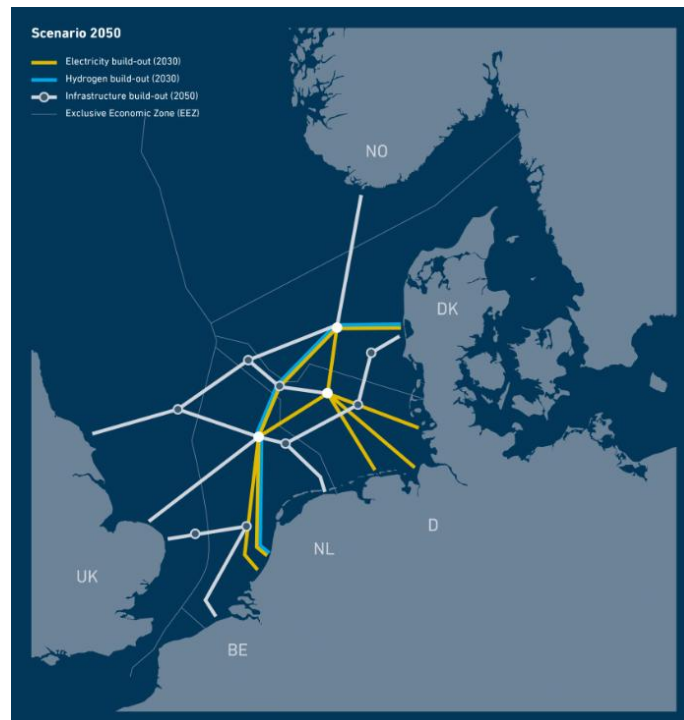 Scenario 2050
Electricity build-out (2030)
Hydrogen build-out (2030)
Infrastructure build-out (2050)
Exclusive Economic Zone (EEZ)
NO
DK
D
NL
UK
BE